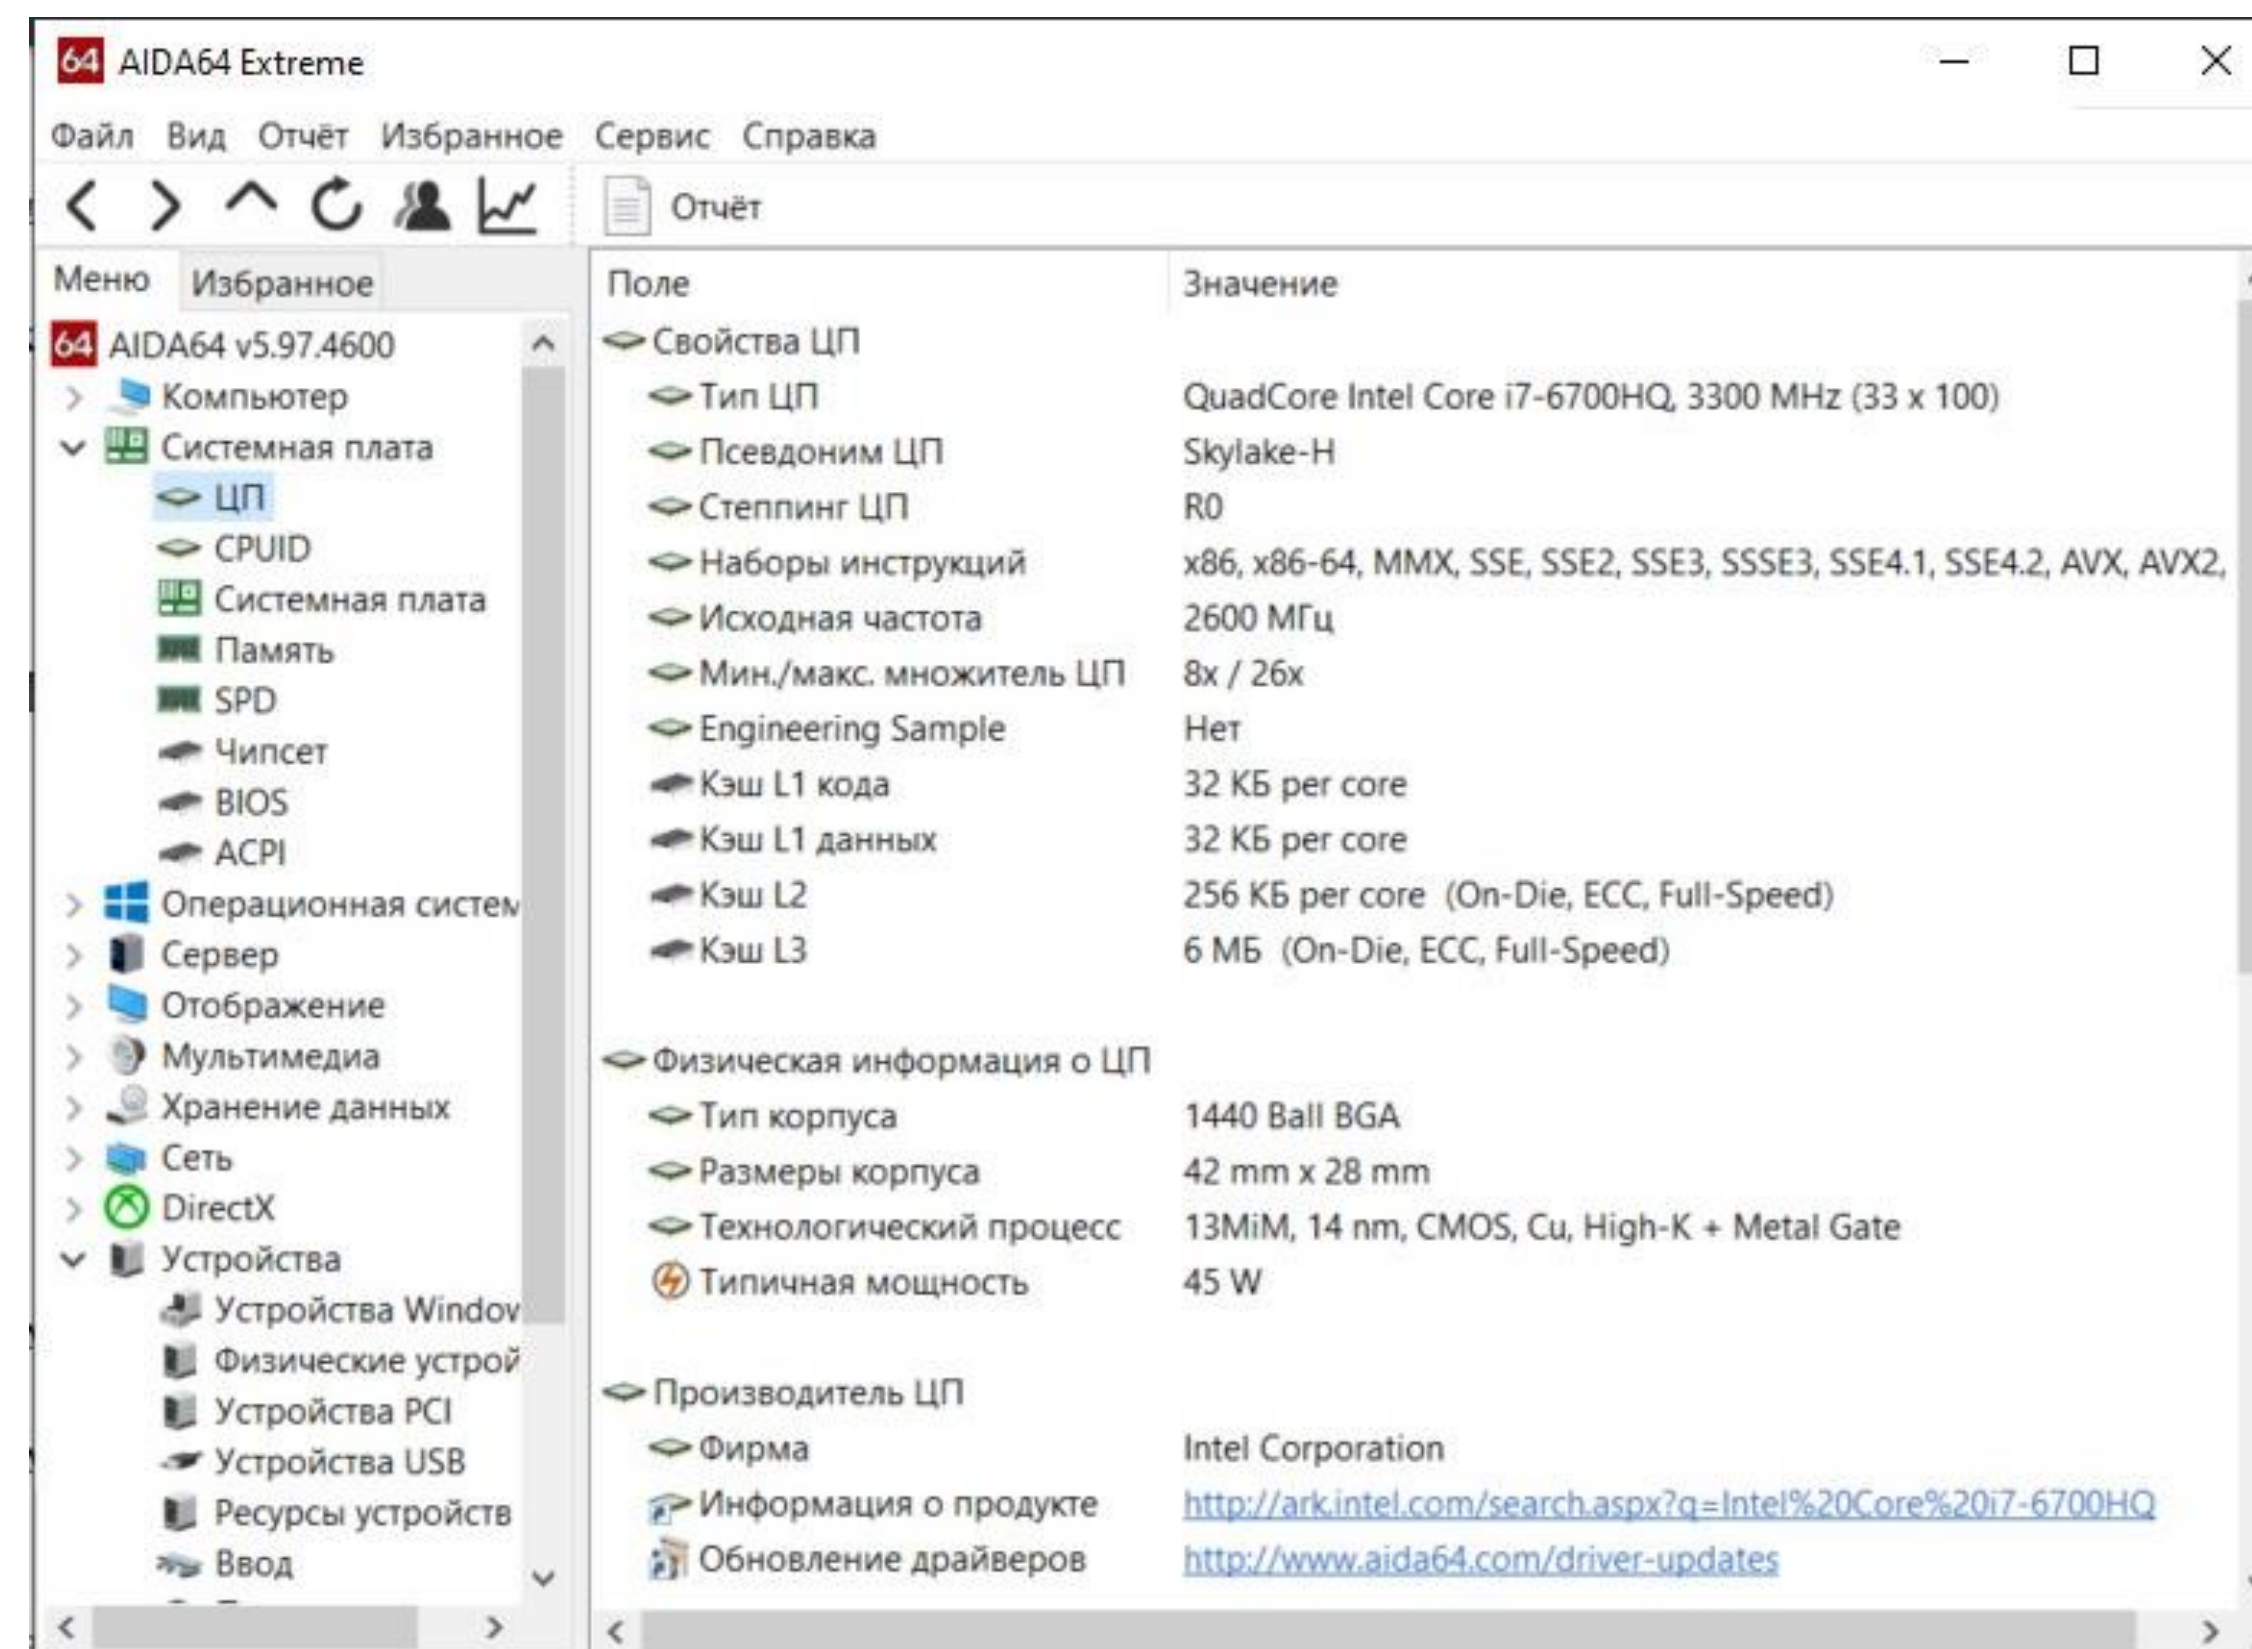 64 AIDA64 Extreme
Файл Вид Отчёт Избранное Сервис Справка
Отчёт
Меню Избранное
64 AIDA64 v5.97.4600
Компьютер
Системная плата
ЦП
CPUID
Системная плата
Память
SPD
Чипсет
BIOS
ACPI
Операционная систем
Сервер
Отображение
Мультимедиа
Хранение данных
Сеть
DirectX
Устройства
Устройства Window
Физические устрой
Устройства PCI
Устройства USB
Ресурсы устройств
Ввод
Поле Значение
Свойства ЦП
Тип ЦП QuadCore Intel Core i7-6700HQ, 3300 MHz (33 x 100)
Псевдоним ЦП Skylake-H
Степпинг ЦП R0
Наборы инструкций x86, x86-64, MMX, SSE, SSE2, SSE3, SSSE3, SSE4.1, SSE4.2, AVX, AVX2,
Исходная частота 2600 МГц
Мин./макс. множитель ЦП 8x / 26x
Engineering Sample Нет
Кэш L1 кода 32 КБ per core
Кэш L1 данных 32 КБ per core
Кэш L2 256 КБ per core (On-Die, ECC, Full-Speed)
Кэш L3 6 МБ (On-Die, ECC, Full-Speed)
Физическая информация о ЦП
Тип корпуса 1440 Ball BGA
Размеры корпуса 42 mm x 28 mm
Технологический процесс 13MiM, 14 nm, CMOS, Cu, High-K + Metal Gate
Типичная мощность 45 W
Производитель ЦП
Фирма Intel Corporation
Информация о продукте http://ark.intel.com/search.aspx?q=Intel%20Core%20i7-6700HQ
Обновление драйверов http://www.aida64.com/driver-updates